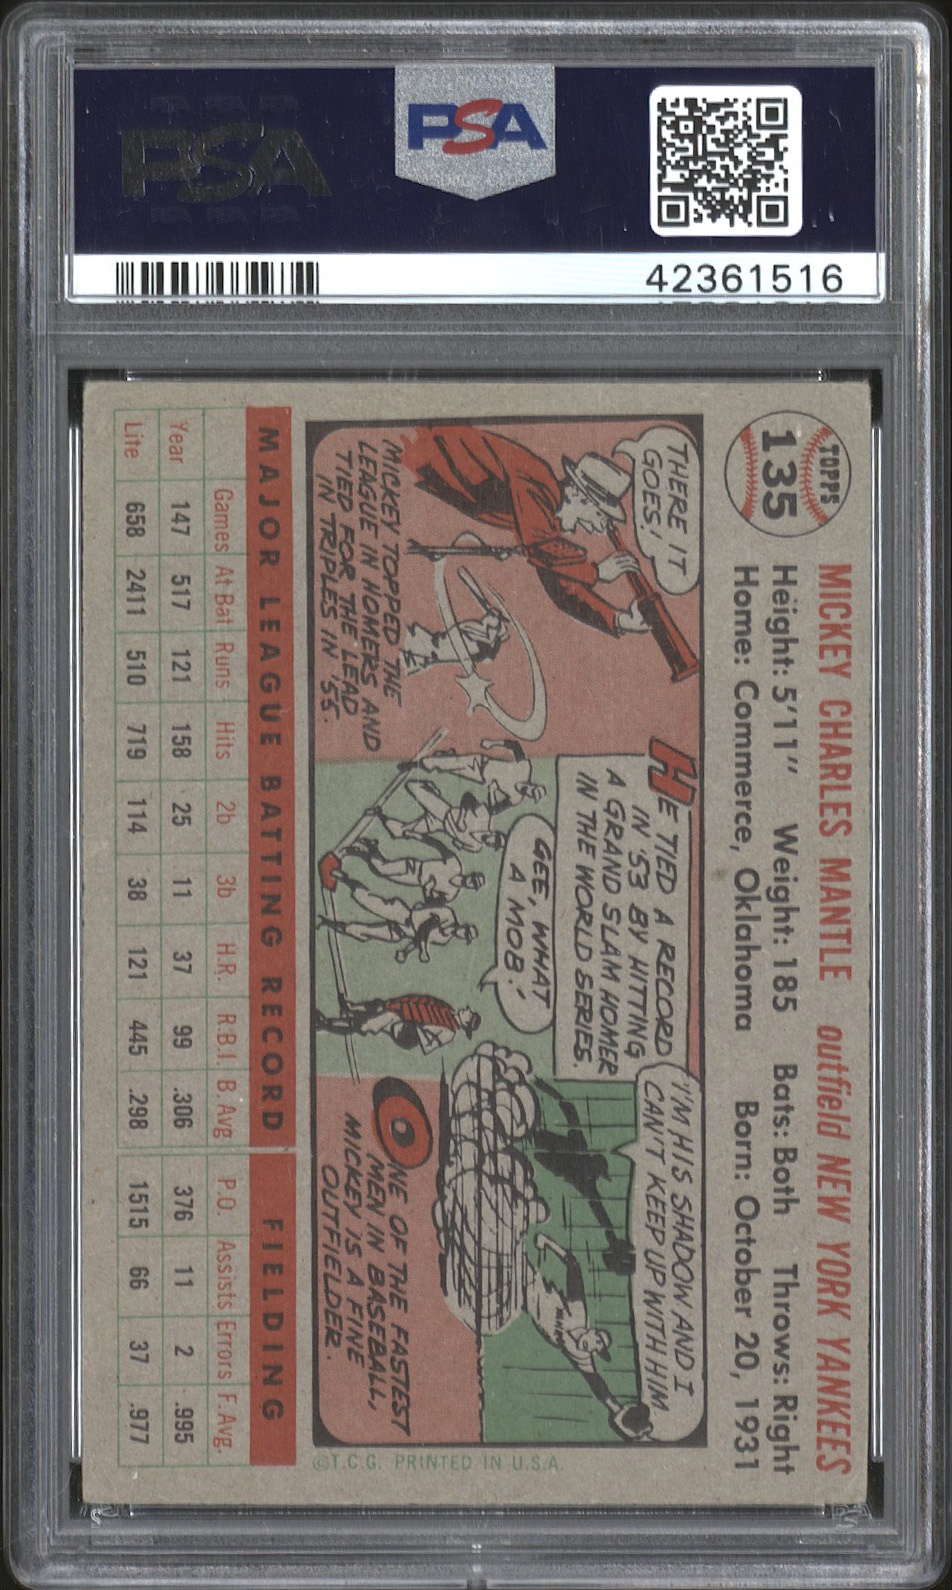 PSA
PSA
42361516
TOPPS
135
MICKEY CHARLES MANTLE outfield NEW YORK YANKEES
Height: 5'11" Weight: 185 Bats: Both Throws: Right
Home: Commerce, Oklahoma Born: October 20, 1931
THERE IT
GOES!
MICKEY TOPPED THE
LEAGUE IN HOMERS AND
TIED FOR THE LEAD
IN TRIPLES IN '55.
HE TIED A RECORD
IN '53 BY HITTING
A GRAND SLAM HOMER
IN THE WORLD SERIES.
GEE, WHAT
A MOB!
I'M HIS SHADOW AND I
CAN'T KEEP UP WITH HIM
ONE OF THE FASTEST
MEN IN BASEBALL,
MICKEY IS A FINE
OUTFIELDER.
©T.C.G. PRINTED IN U.S.A.
MAJOR LEAGUE BATTING RECORD FIELDING
Games At Bat Runs Hits 2b 3b H.R. R.B.I. B.Avg P.O. Assists Errors F.Avg.
Year 147 517 121 158 25 11 37 99 .306 376 11 2 .995
Life 658 2411 510 719 114 38 121 445 .298 1515 66 37 .977